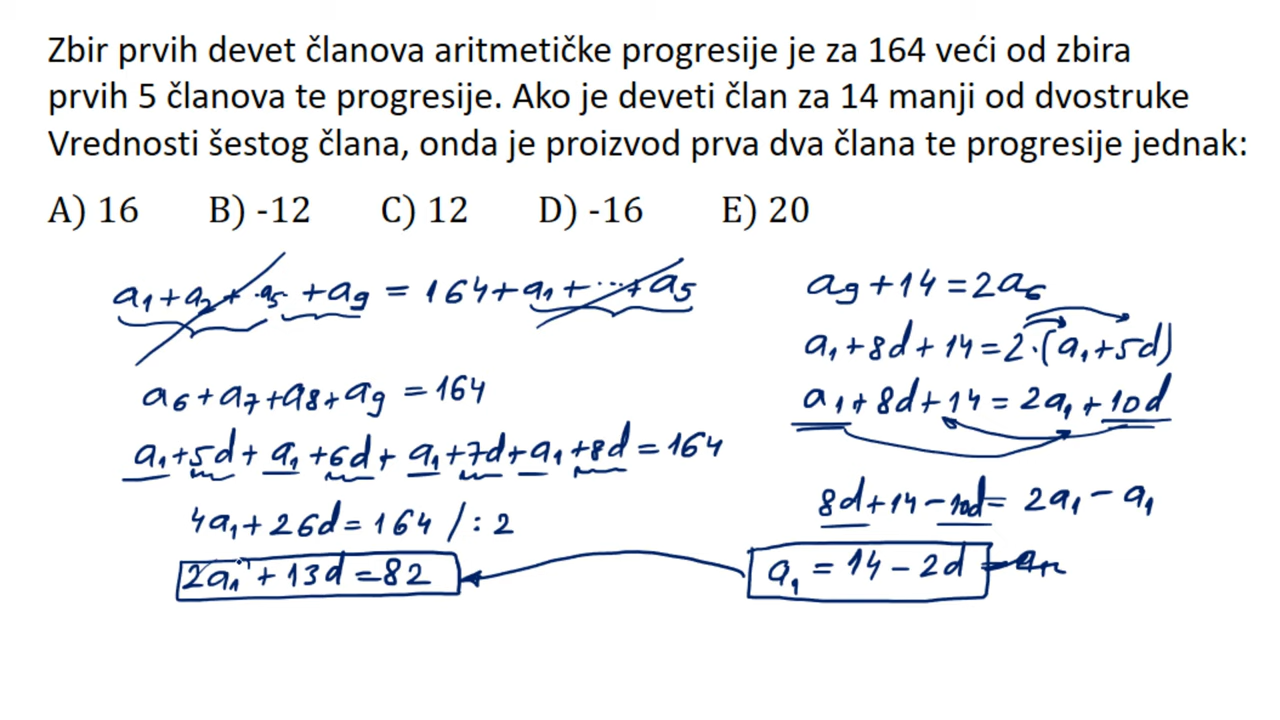 Zbir prvih devet članova aritmetičke progresije je za 164 veći od zbira
prvih 5 članova te progresije. Ako je deveti član za 14 manji od dvostruke
Vrednosti šestog člana, onda je proizvod prva dva člana te progresije jednak:
A) 16 B) -12 C) 12 D) -16 E) 20
a₁+a₂+..a₅.. +a₉ = 164+a₁+...+a₅
a₆+a₇+a₈+a₉ = 164
a₁+5d+a₁+6d+a₁+7d+a₁+8d=164
4a₁+26d=164 /:2
2a₁+13d=82
a₉+14=2a₆
a₁+8d+14=2·(a₁+5d)
a₁+8d+14=2a₁+10d
8d+14-10d=2a₁-a₁
a₁=14-2d